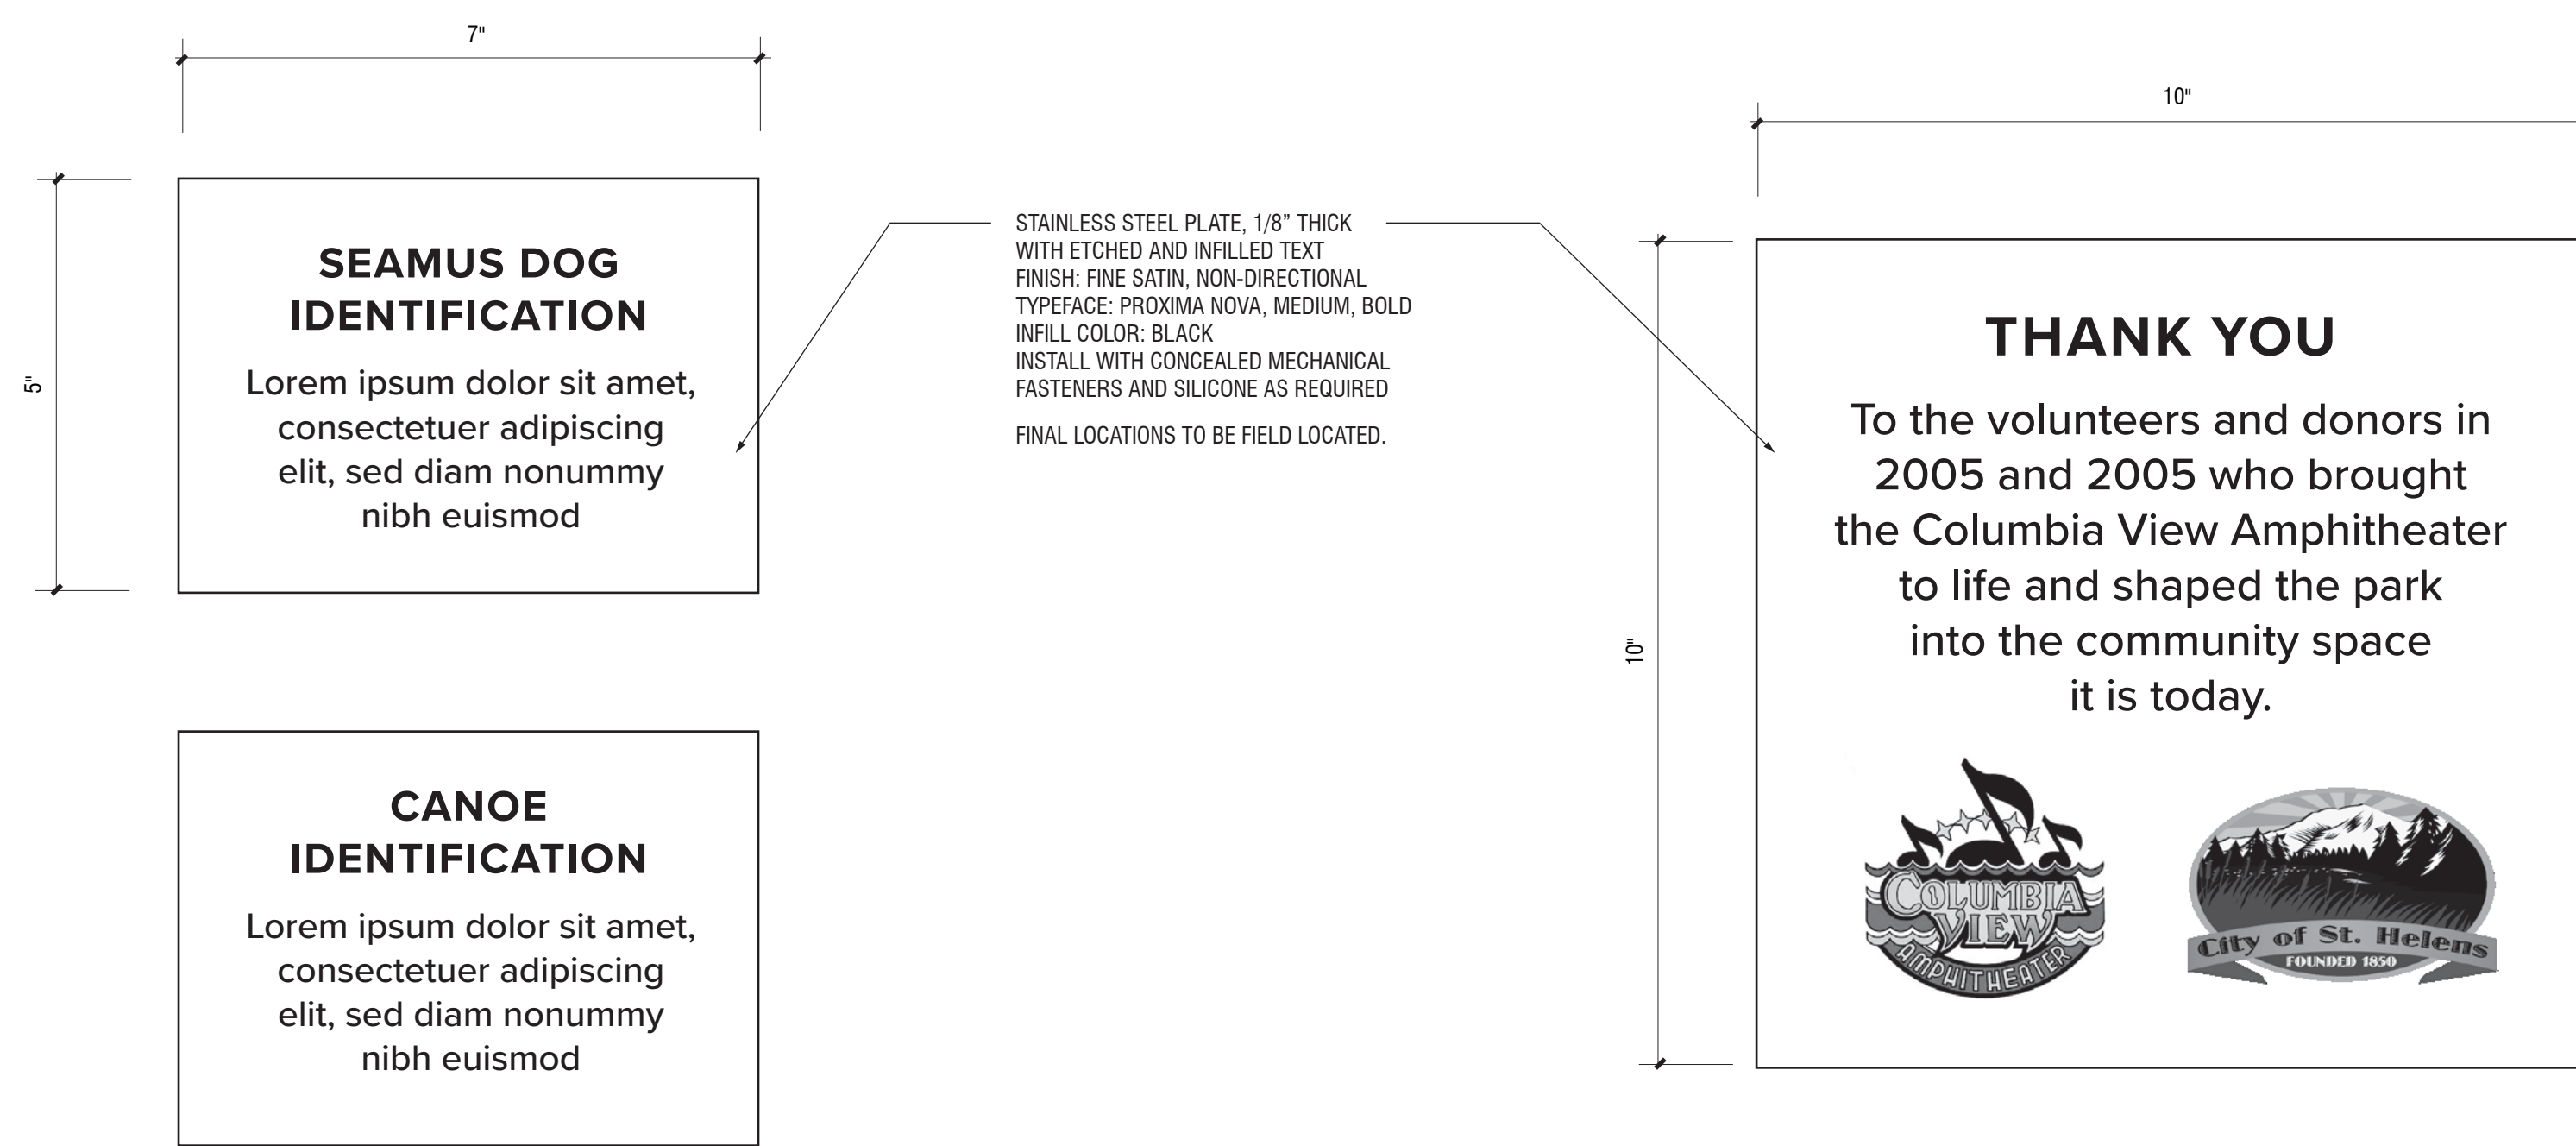 7"
5"
SEAMUS DOG
IDENTIFICATION
Lorem ipsum dolor sit amet,
consectetuer adipiscing
elit, sed diam nonummy
nibh euismod
CANOE
IDENTIFICATION
Lorem ipsum dolor sit amet,
consectetuer adipiscing
elit, sed diam nonummy
nibh euismod
STAINLESS STEEL PLATE, 1/8” THICK
WITH ETCHED AND INFILLED TEXT
FINISH: FINE SATIN, NON-DIRECTIONAL
TYPEFACE: PROXIMA NOVA, MEDIUM, BOLD
INFILL COLOR: BLACK
INSTALL WITH CONCEALED MECHANICAL
FASTENERS AND SILICONE AS REQUIRED
FINAL LOCATIONS TO BE FIELD LOCATED.
10"
10"
THANK YOU
To the volunteers and donors in
2005 and 2005 who brought
the Columbia View Amphitheater
to life and shaped the park
into the community space
it is today.
COLUMBIA
VIEW
AMPHITHEATER
City of St. Helens
FOUNDED 1850